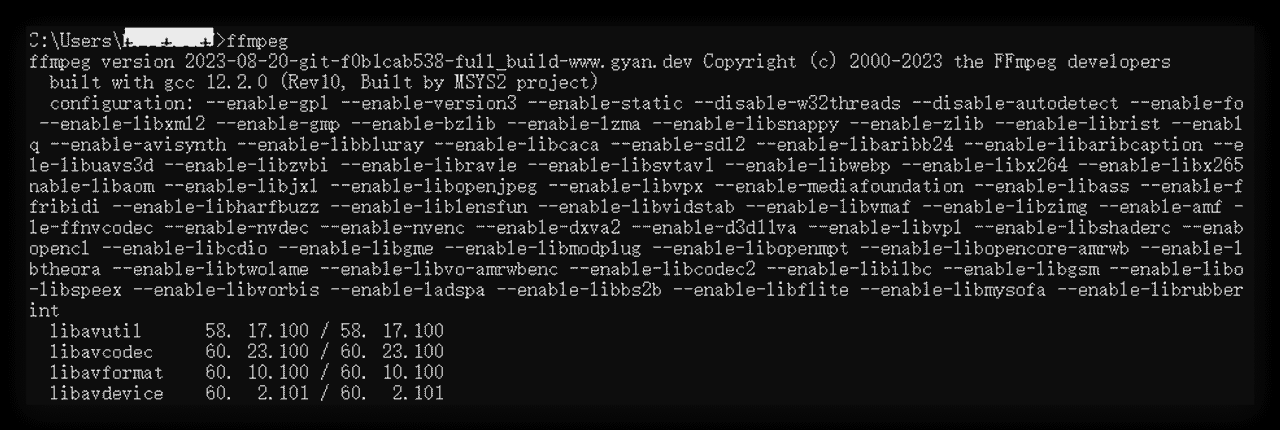 C:\Users\ >ffmpeg
ffmpeg version 2023-08-20-git-f0b1cab538-full_build-www.gyan.dev Copyright (c) 2000-2023 the FFmpeg developers
built with gcc 12.2.0 (Rev10, Built by MSYS2 project)
configuration: --enable-gpl --enable-version3 --enable-static --disable-w32threads --disable-autodetect --enable-fo
--enable-libxml2 --enable-gmp --enable-bzlib --enable-lzma --enable-libsnappy --enable-zlib --enable-librist --enabl
q --enable-avisynth --enable-libbluray --enable-libcaca --enable-sdl2 --enable-libaribb24 --enable-libaribcaption --e
le-libuavs3d --enable-libzvbi --enable-librav1e --enable-libsvtav1 --enable-libwebp --enable-libx264 --enable-libx265
nable-libaom --enable-libjxl --enable-libopenjpeg --enable-libvpx --enable-mediafoundation --enable-libass --enable-f
fribidi --enable-libharfbuzz --enable-liblensfun --enable-libvidstab --enable-libvmaf --enable-libzimg --enable-amf -
le-ffnvcodec --enable-nvdec --enable-nvenc --enable-dxva2 --enable-d3d11va --enable-libvpl --enable-libshaderc --enab
opencl --enable-libcdio --enable-libgme --enable-libmodplug --enable-libopenmpt --enable-libopencore-amrwb --enable-l
btheora --enable-libtwolame --enable-libvo-amrwbenc --enable-libcodec2 --enable-libilbc --enable-libgsm --enable-libo
-libspeex --enable-libvorbis --enable-ladspa --enable-libbs2b --enable-libflite --enable-libmysofa --enable-librubber
int
libavutil 58. 17.100 / 58. 17.100
libavcodec 60. 23.100 / 60. 23.100
libavformat 60. 10.100 / 60. 10.100
libavdevice 60. 2.101 / 60. 2.101